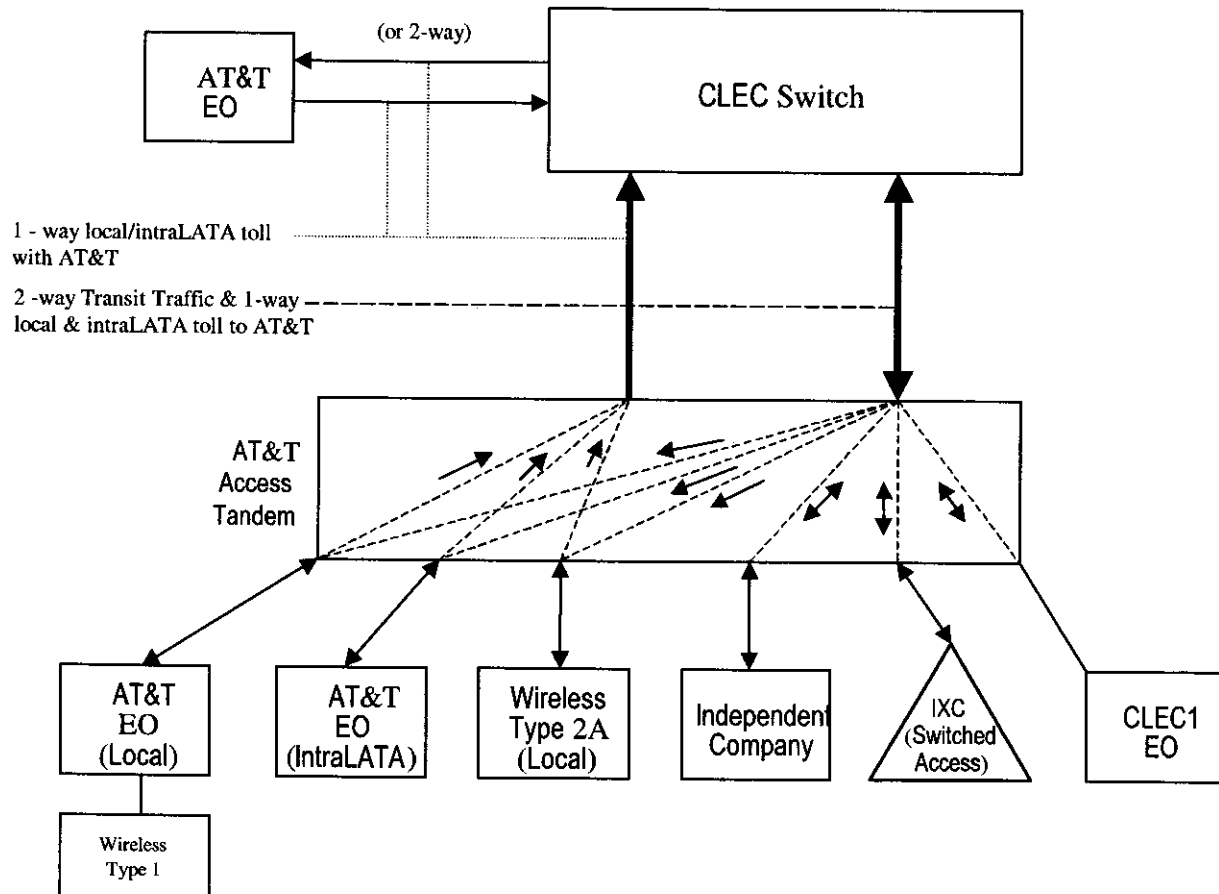 (or 2-way)
AT&T
EO
CLEC Switch
1 - way local/intraLATA toll
with AT&T
2 -way Transit Traffic & 1-way
local & intraLATA toll to AT&T
AT&T
Access
Tandem
AT&T
EO
(Local)
AT&T
EO
(IntraLATA)
Wireless
Type 2A
(Local)
Independent
Company
IXC
(Switched
Access)
CLEC1
EO
Wireless
Type 1